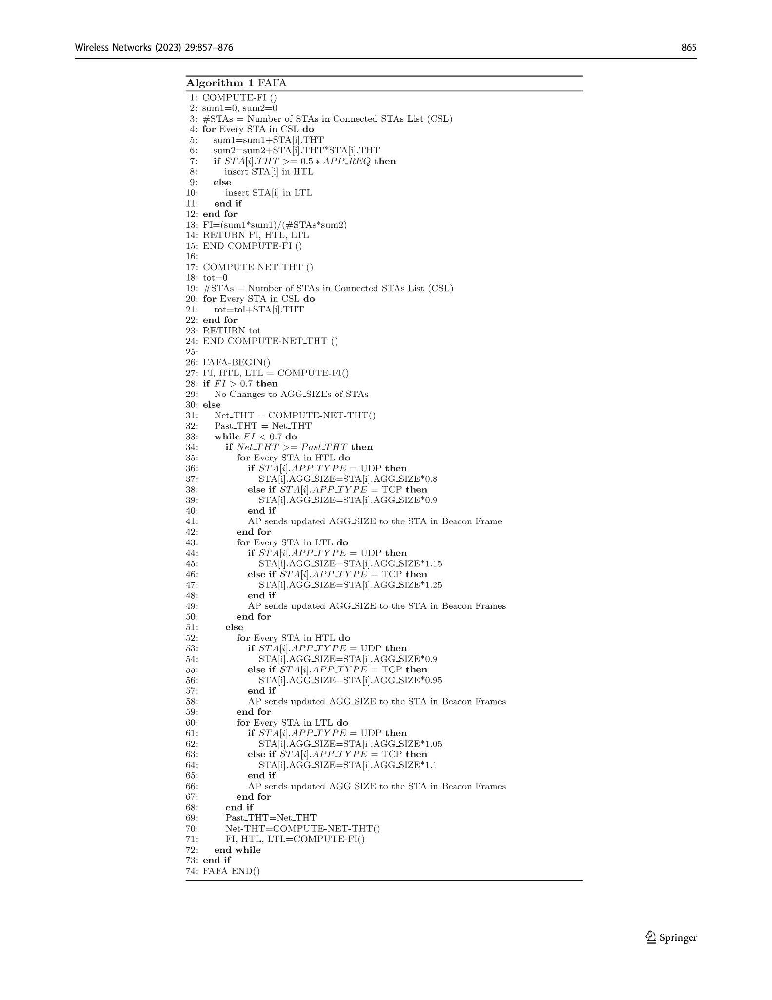 Wireless Networks (2023) 29:857–876 865
Algorithm 1 FAFA
1: COMPUTE-FI ()
2: sum1=0, sum2=0
3: #STAs = Number of STAs in Connected STAs List (CSL)
4: for Every STA in CSL do
5: sum1=sum1+STA[i].THT
6: sum2=sum2+STA[i].THT*STA[i].THT
7: if STA[i].THT >= 0.5 * APP_REQ then
8: insert STA[i] in HTL
9: else
10: insert STA[i] in LTL
11: end if
12: end for
13: FI=(sum1*sum1)/(#STAs*sum2)
14: RETURN FI, HTL, LTL
15: END COMPUTE-FI ()
16:
17: COMPUTE-NET-THT ()
18: tot=0
19: #STAs = Number of STAs in Connected STAs List (CSL)
20: for Every STA in CSL do
21: tot=tol+STA[i].THT
22: end for
23: RETURN tot
24: END COMPUTE-NET_THT ()
25:
26: FAFA-BEGIN()
27: FI, HTL, LTL = COMPUTE-FI()
28: if FI > 0.7 then
29: No Changes to AGG_SIZEs of STAs
30: else
31: Net_THT = COMPUTE-NET-THT()
32: Past_THT = Net_THT
33: while FI < 0.7 do
34: if Net_THT >= Past_THT then
35: for Every STA in HTL do
36: if STA[i].APP_TYPE = UDP then
37: STA[i].AGG_SIZE=STA[i].AGG_SIZE*0.8
38: else if STA[i].APP_TYPE = TCP then
39: STA[i].AGG_SIZE=STA[i].AGG_SIZE*0.9
40: end if
41: AP sends updated AGG_SIZE to the STA in Beacon Frame
42: end for
43: for Every STA in LTL do
44: if STA[i].APP_TYPE = UDP then
45: STA[i].AGG_SIZE=STA[i].AGG_SIZE*1.15
46: else if STA[i].APP_TYPE = TCP then
47: STA[i].AGG_SIZE=STA[i].AGG_SIZE*1.25
48: end if
49: AP sends updated AGG_SIZE to the STA in Beacon Frames
50: end for
51: else
52: for Every STA in HTL do
53: if STA[i].APP_TYPE = UDP then
54: STA[i].AGG_SIZE=STA[i].AGG_SIZE*0.9
55: else if STA[i].APP_TYPE = TCP then
56: STA[i].AGG_SIZE=STA[i].AGG_SIZE*0.95
57: end if
58: AP sends updated AGG_SIZE to the STA in Beacon Frames
59: end for
60: for Every STA in LTL do
61: if STA[i].APP_TYPE = UDP then
62: STA[i].AGG_SIZE=STA[i].AGG_SIZE*1.05
63: else if STA[i].APP_TYPE = TCP then
64: STA[i].AGG_SIZE=STA[i].AGG_SIZE*1.1
65: end if
66: AP sends updated AGG_SIZE to the STA in Beacon Frames
67: end for
68: end if
69: Past_THT=Net_THT
70: Net-THT=COMPUTE-NET-THT()
71: FI, HTL, LTL=COMPUTE-FI()
72: end while
73: end if
74: FAFA-END()
Springer